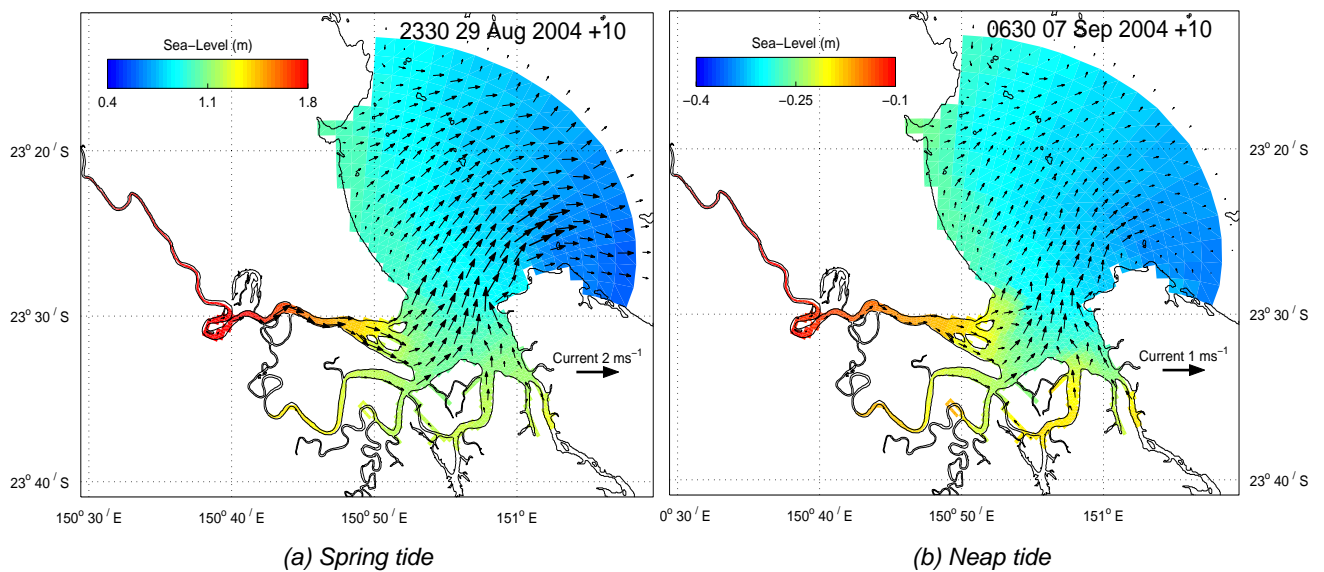 2330 29 Aug 2004 +10
Sea−Level (m)
0.4 1.1 1.8
23° 20′ S
23° 30′ S
23° 40′ S
Current 2 ms⁻¹
150° 30′ E 150° 40′ E 150° 50′ E 151° E
(a) Spring tide
0630 07 Sep 2004 +10
Sea−Level (m)
−0.4 −0.25 −0.1
23° 20′ S
23° 30′ S
23° 40′ S
Current 1 ms⁻¹
0° 30′ E 150° 40′ E 150° 50′ E 151° E
(b) Neap tide